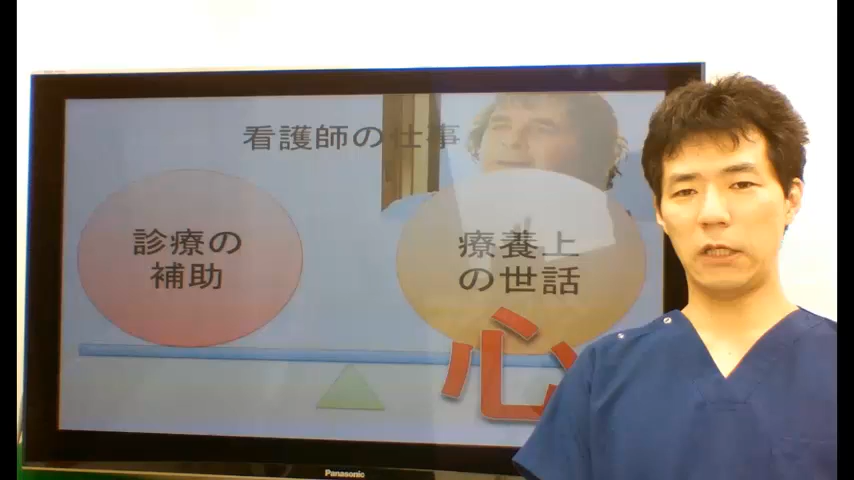 看護師の仕事
診療の
補助
療養上
の世話
心
Panasonic